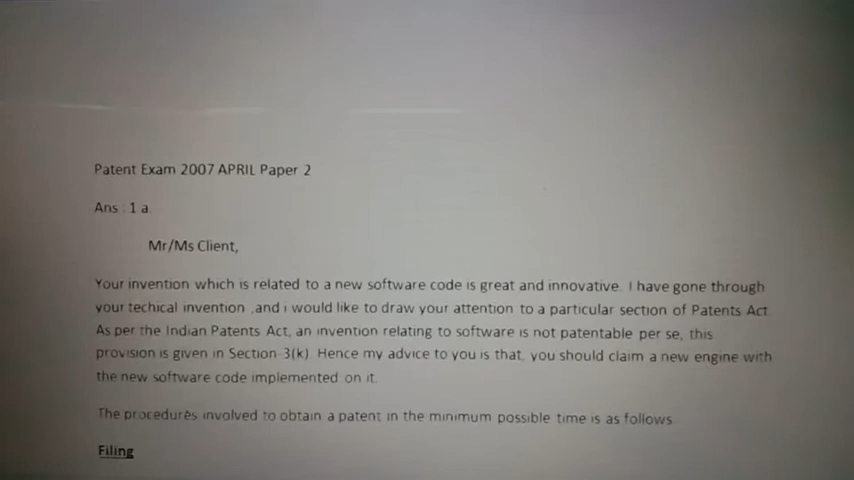 Patent Exam 2007 APRIL Paper 2
Ans : 1 a.
Mr/Ms Client,
Your invention which is related to a new software code is great and innovative. I have gone through
your techical invention ,and i would like to draw your attention to a particular section of Patents Act.
As per the Indian Patents Act, an invention relating to software is not patentable per se, this
provision is given in Section 3(k). Hence my advice to you is that, you should claim a new engine with
the new software code implemented on it.
The procedures involved to obtain a patent in the minimum possible time is as follows
Filing